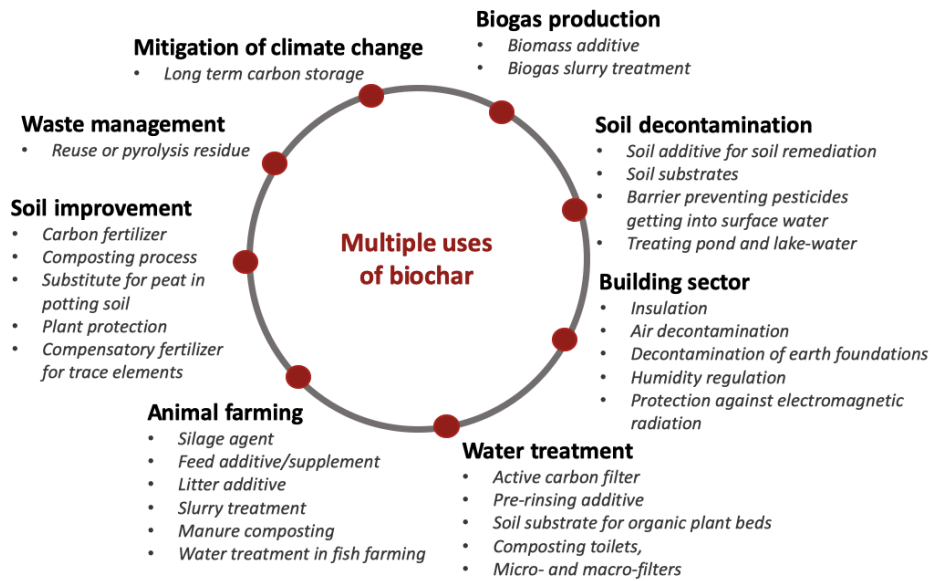 Biogas production
• Biomass additive
• Biogas slurry treatment
Mitigation of climate change
• Long term carbon storage
Waste management
• Reuse or pyrolysis residue
Soil decontamination
• Soil additive for soil remediation
• Soil substrates
• Barrier preventing pesticides
getting into surface water
• Treating pond and lake-water
Soil improvement
• Carbon fertilizer
• Composting process
• Substitute for peat in
potting soil
• Plant protection
• Compensatory fertilizer
for trace elements
Multiple uses
of biochar
Building sector
• Insulation
• Air decontamination
• Decontamination of earth foundations
• Humidity regulation
• Protection against electromagnetic
radiation
Animal farming
• Silage agent
• Feed additive/supplement
• Litter additive
• Slurry treatment
• Manure composting
• Water treatment in fish farming
Water treatment
• Active carbon filter
• Pre-rinsing additive
• Soil substrate for organic plant beds
• Composting toilets,
• Micro- and macro-filters